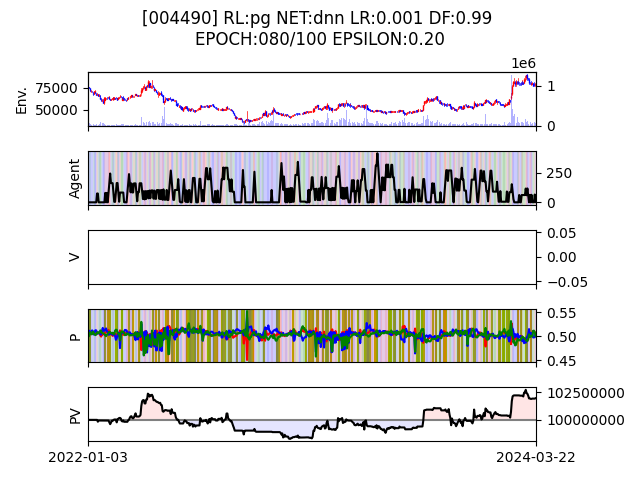 [004490] RL:pg NET:dnn LR:0.001 DF:0.99
EPOCH:080/100 EPSILON:0.20
1e6
Env.
75000
50000
1
0
Agent
250
0
V
0.05
0.00
−0.05
P
0.55
0.50
0.45
PV
102500000
100000000
2022-01-03
2024-03-22